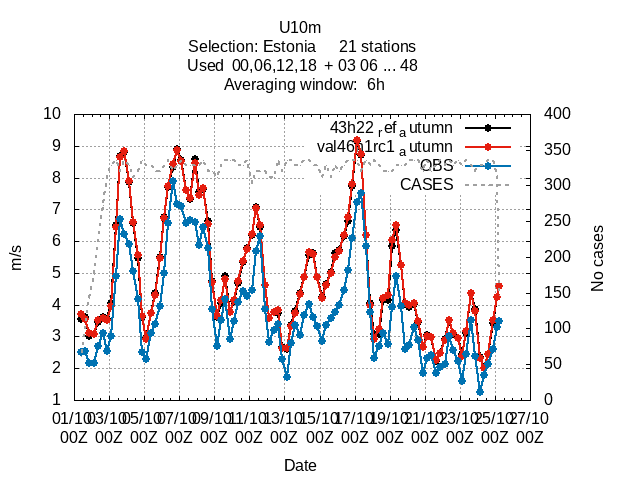 U10m
Selection: Estonia 21 stations
Used 00,06,12,18 + 03 06 ... 48
Averaging window: 6h
43h22_ref_autumn
val46h1rc1_autumn
OBS
CASES
m/s
10
9
8
7
6
5
4
3
2
1
400
350
300
250
200
150
100
50
0
No cases
01/10 03/10 05/10 07/10 09/10 11/10 13/10 15/10 17/10 19/10 21/10 23/10 25/10 27/10
00Z 00Z 00Z 00Z 00Z 00Z 00Z 00Z 00Z 00Z 00Z 00Z 00Z 00Z
Date